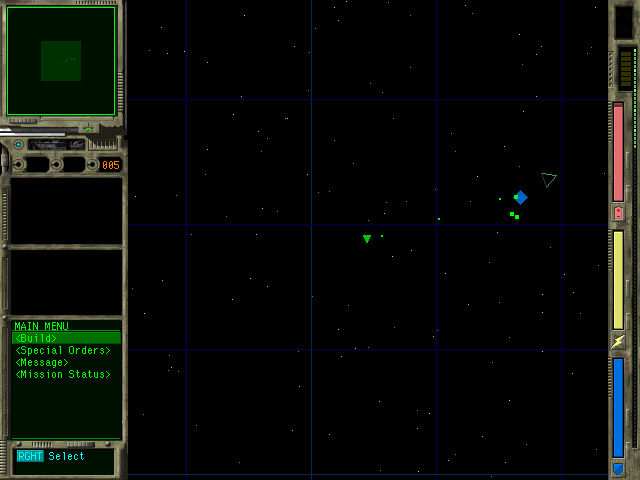 005
MAIN MENU
<Build>
<Special Orders>
<Message>
<Mission Status>
RGHT Select